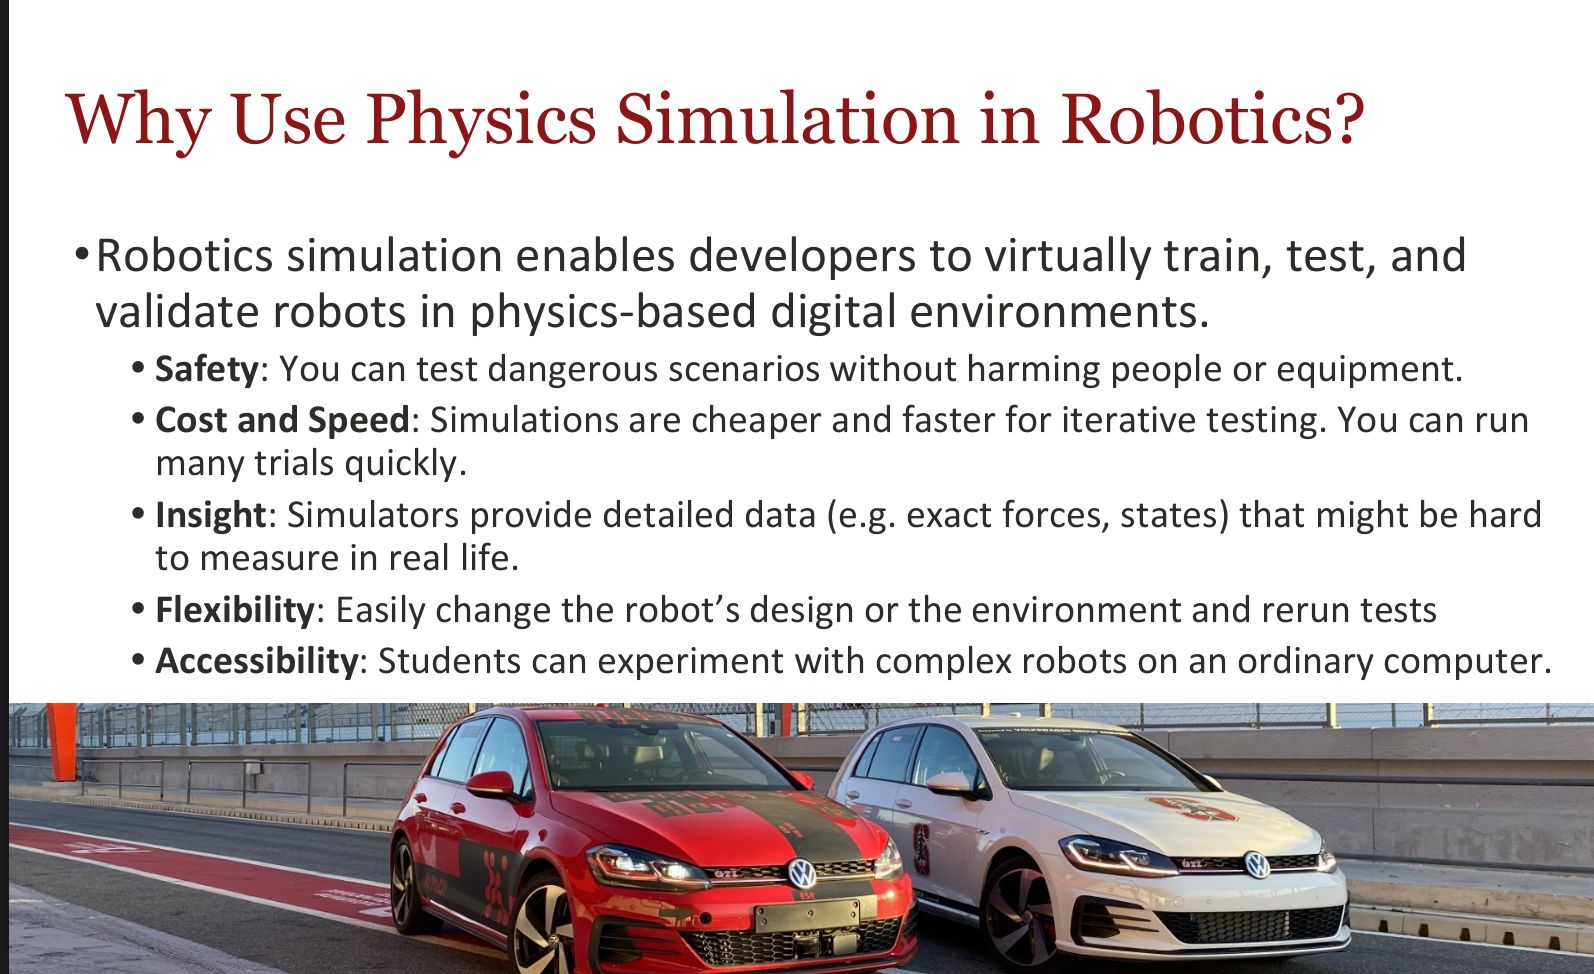 Why Use Physics Simulation in Robotics?
•Robotics simulation enables developers to virtually train, test, and
validate robots in physics-based digital environments.
• Safety: You can test dangerous scenarios without harming people or equipment.
• Cost and Speed: Simulations are cheaper and faster for iterative testing. You can run
many trials quickly.
• Insight: Simulators provide detailed data (e.g. exact forces, states) that might be hard
to measure in real life.
• Flexibility: Easily change the robot’s design or the environment and rerun tests
• Accessibility: Students can experiment with complex robots on an ordinary computer.
GTI
GTI